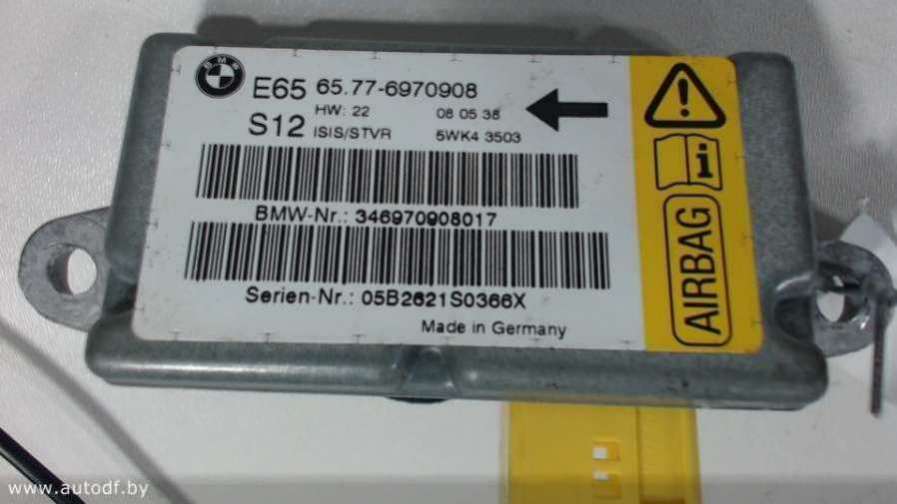 BMW
E65 65.77-6970908
HW: 22 08 05 38
S12 ISIS/STVR 5WK4 3503
BMW-Nr.: 346970908017
Serien-Nr.: 05B2621S0366X
Made in Germany
AIRBAG
www.autodf.by